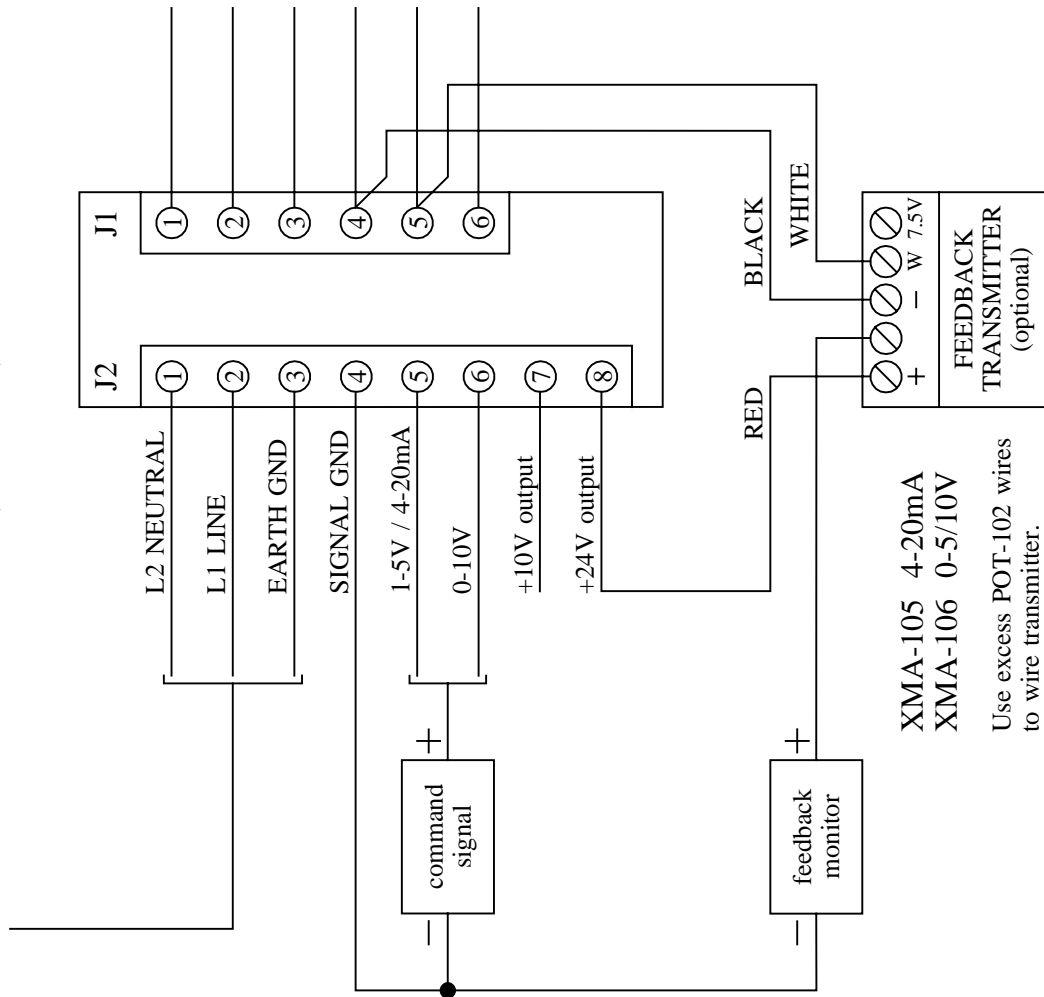 J1
1
2
3
4
5
6
J2
1
2
3
4
5
6
7
8
L2 NEUTRAL
L1 LINE
EARTH GND
SIGNAL GND
1-5V / 4-20mA
0-10V
+10V output
+24V output
BLACK
WHITE
RED
+
−
W
7.5V
FEEDBACK
TRANSMITTER
(optional)
+
command
signal
−
+
feedback
monitor
−
XMA-105 4-20mA
XMA-106 0-5/10V
Use excess POT-102 wires
to wire transmitter.